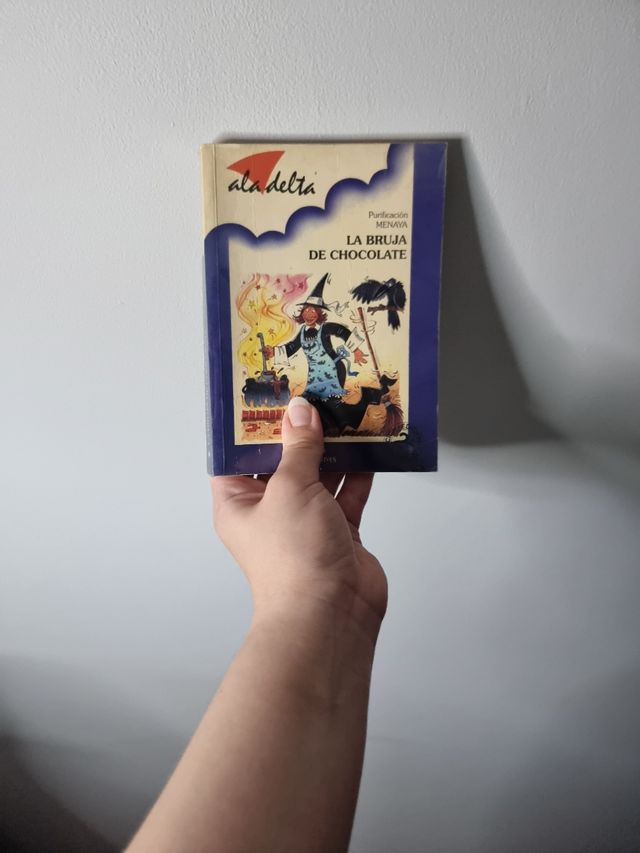 ala delta
Purificación
MENAYA
LA BRUJA
DE CHOCOLATE